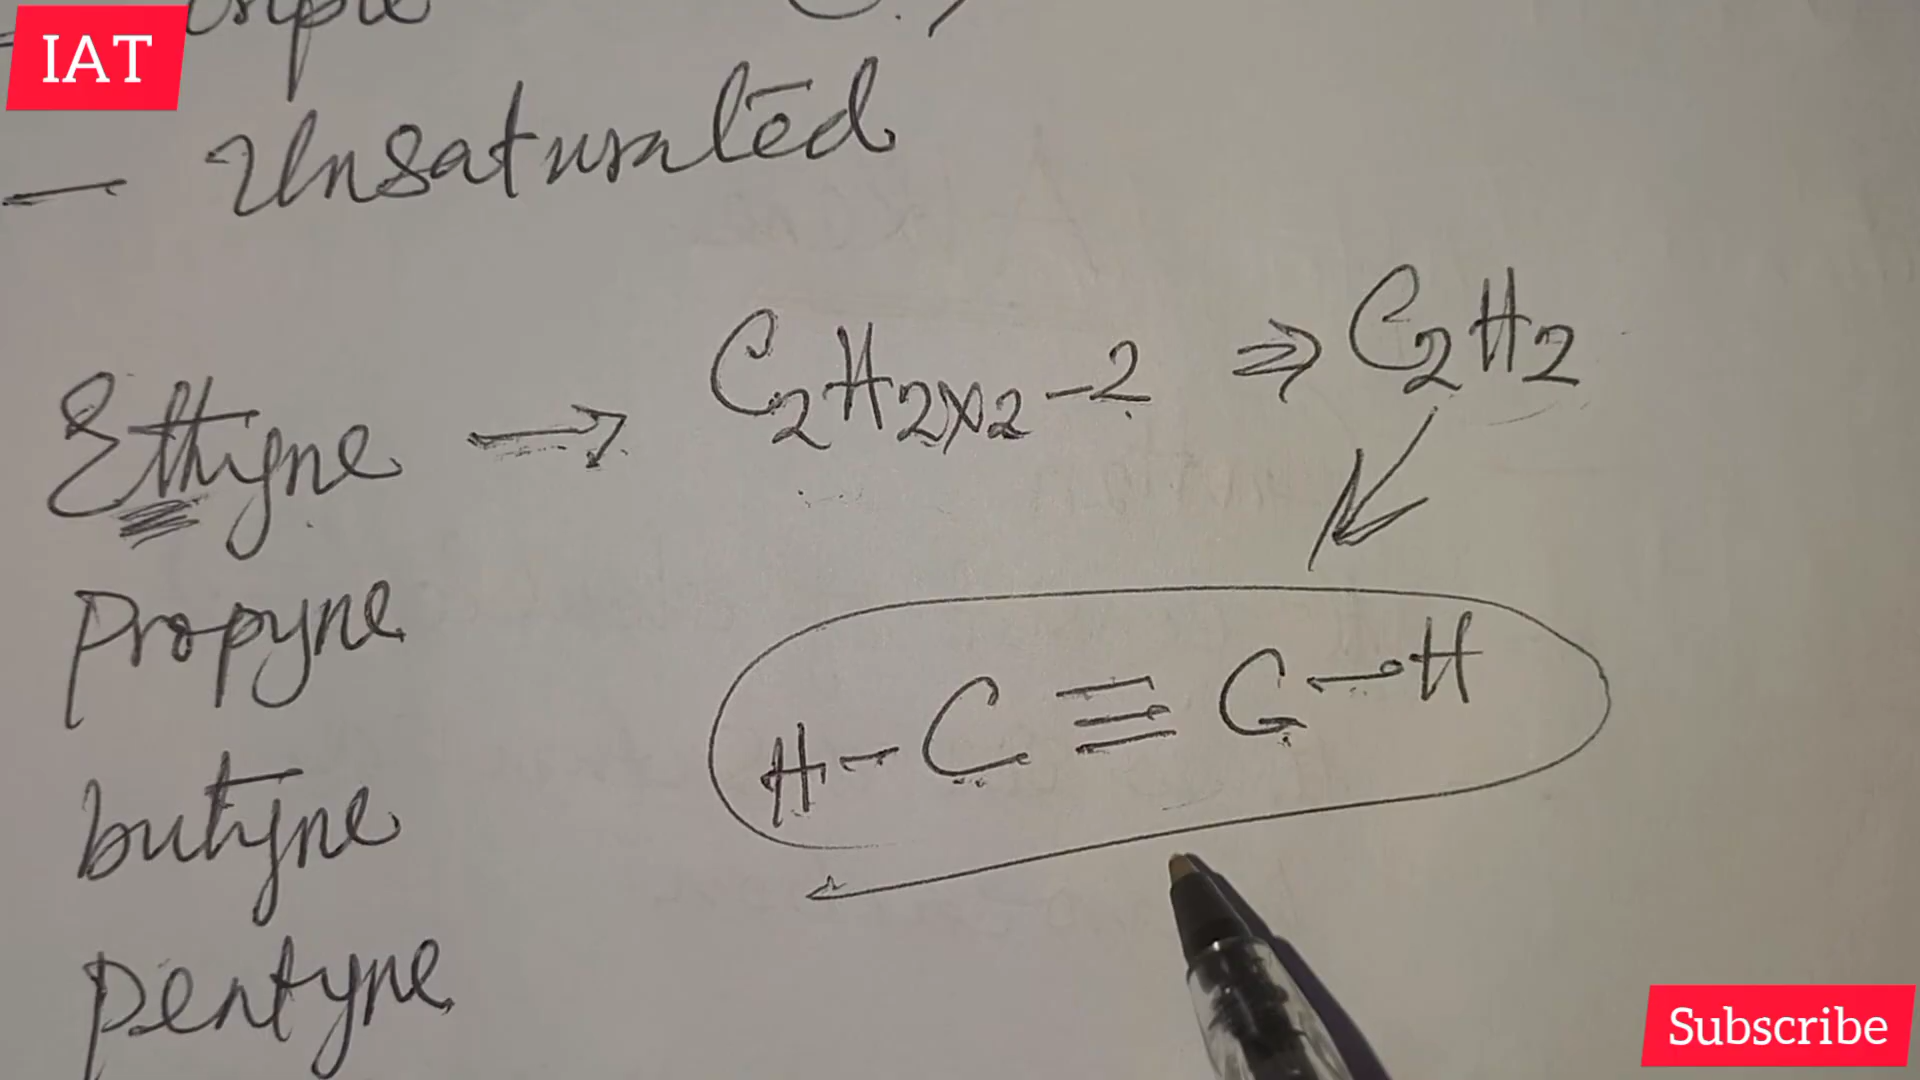 IAT
- Unsaturated
Ethyne → C2H2x2-2 ⇒ C2H2
Propyne
H-C≡C-H
butyne
Pentyne
Subscribe